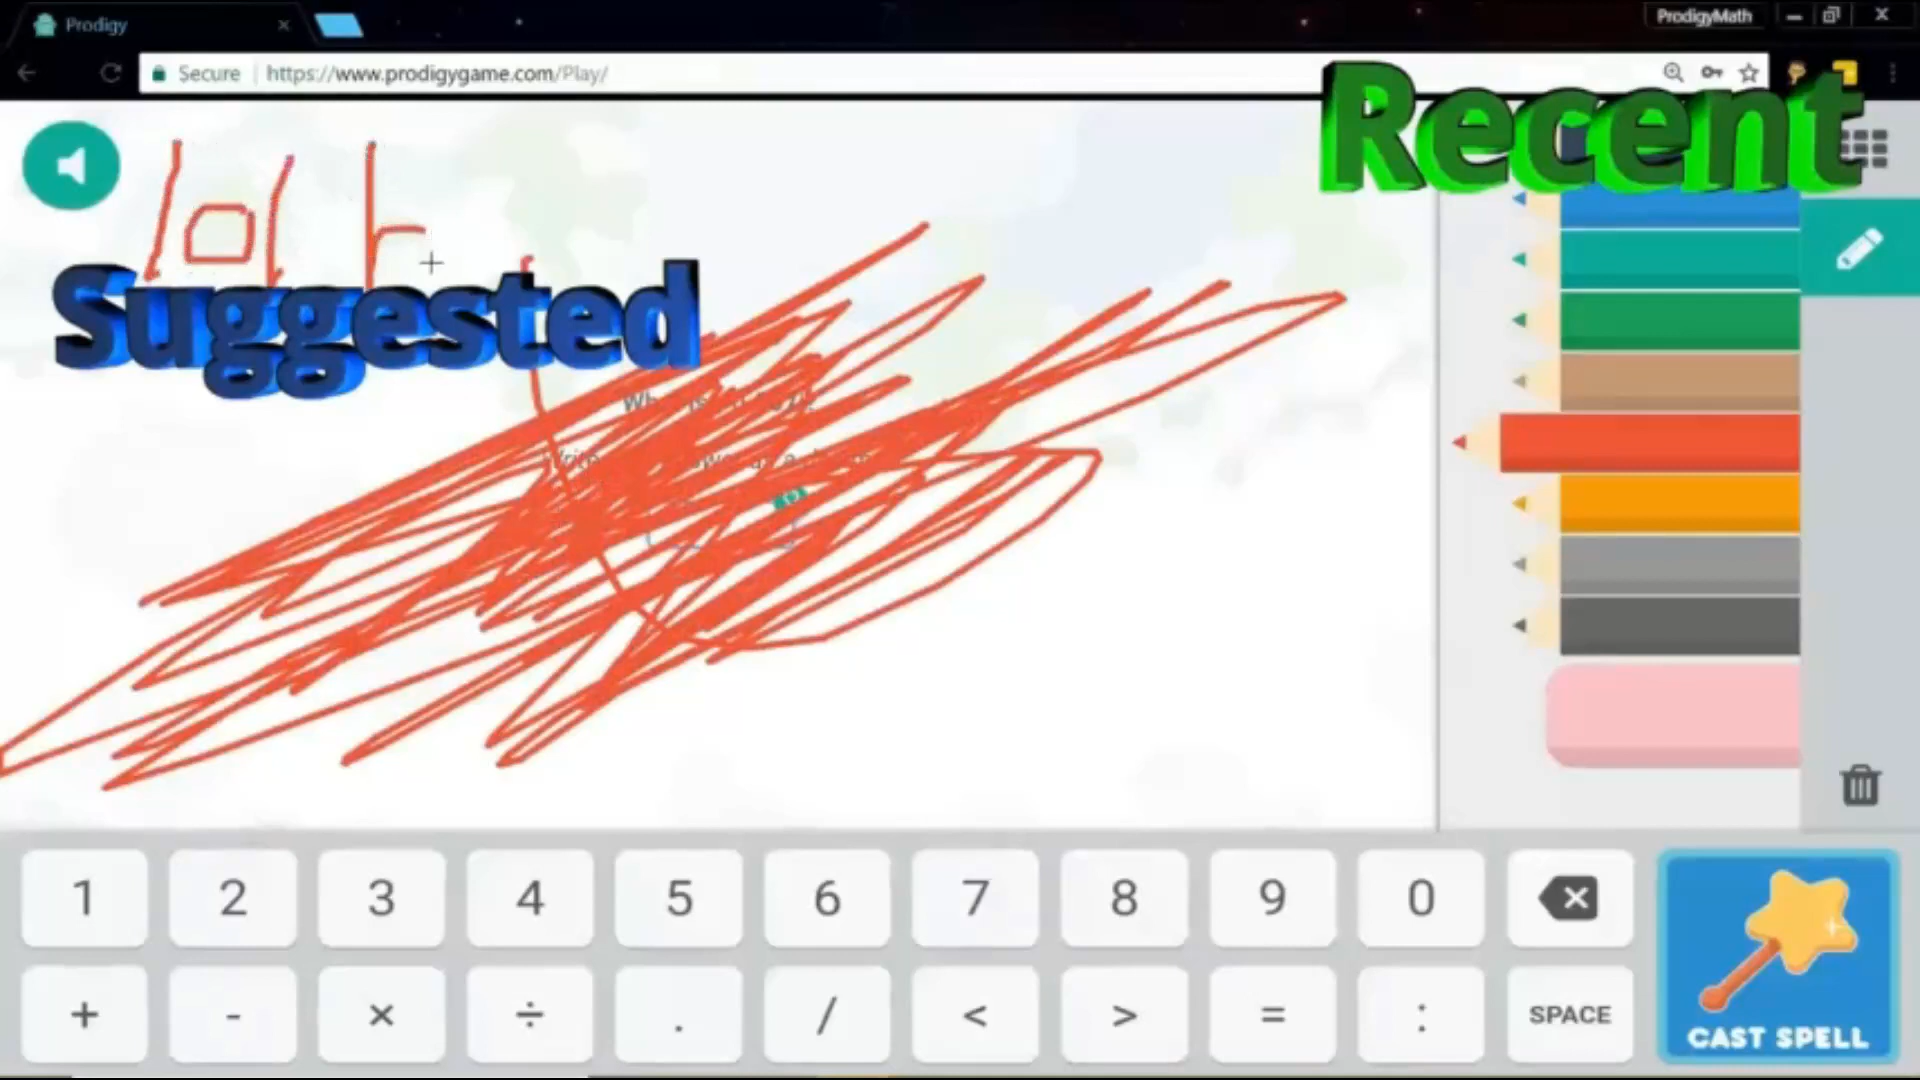 Prodigy
ProdigyMath
Secure https://www.prodigygame.com/Play/
Recent
lol
Suggested
1 2 3 4 5 6 7 8 9 0
+ - × ÷ . / < > = : SPACE
CAST SPELL